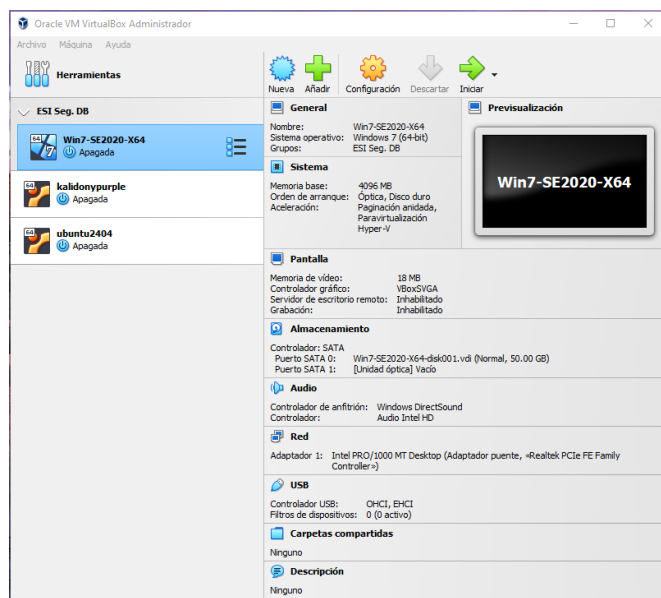 Oracle VM VirtualBox Administrador
Archivo Máquina Ayuda
Herramientas
Nueva Añadir Configuración Descartar Iniciar
ESI Seg. DB
64
7
Win7-SE2020-X64
Apagada
64
kalidonypurple
Apagada
64
ubuntu2404
Apagada
General
Nombre: Win7-SE2020-X64
Sistema operativo: Windows 7 (64-bit)
Grupos: ESI Seg. DB
Sistema
Memoria base: 4096 MB
Orden de arranque: Óptica, Disco duro
Aceleración: Paginación anidada,
Paravirtualización
Hyper-V
Previsualización
Win7-SE2020-X64
Pantalla
Memoria de vídeo: 18 MB
Controlador gráfico: VBoxSVGA
Servidor de escritorio remoto: Inhabilitado
Grabación: Inhabilitado
Almacenamiento
Controlador: SATA
Puerto SATA 0: Win7-SE2020-X64-disk001.vdi (Normal, 50.00 GB)
Puerto SATA 1: [Unidad óptica] Vacío
Audio
Controlador de anfitrión: Windows DirectSound
Controlador: Audio Intel HD
Red
Adaptador 1: Intel PRO/1000 MT Desktop (Adaptador puente, «Realtek PCIe FE Family
Controller»)
USB
Controlador USB: OHCI, EHCI
Filtros de dispositivos: 0 (0 activo)
Carpetas compartidas
Ninguno
Descripción
Ninguno